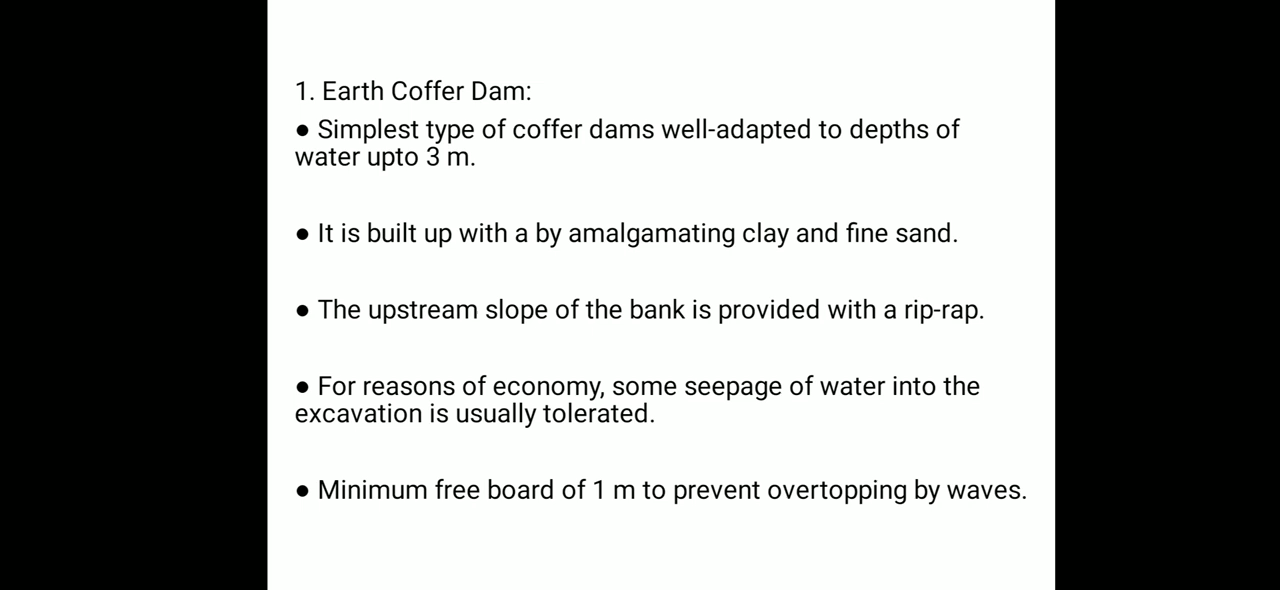 1. Earth Coffer Dam:
● Simplest type of coffer dams well-adapted to depths of
water upto 3 m.
● It is built up with a by amalgamating clay and fine sand.
● The upstream slope of the bank is provided with a rip-rap.
● For reasons of economy, some seepage of water into the
excavation is usually tolerated.
● Minimum free board of 1 m to prevent overtopping by waves.